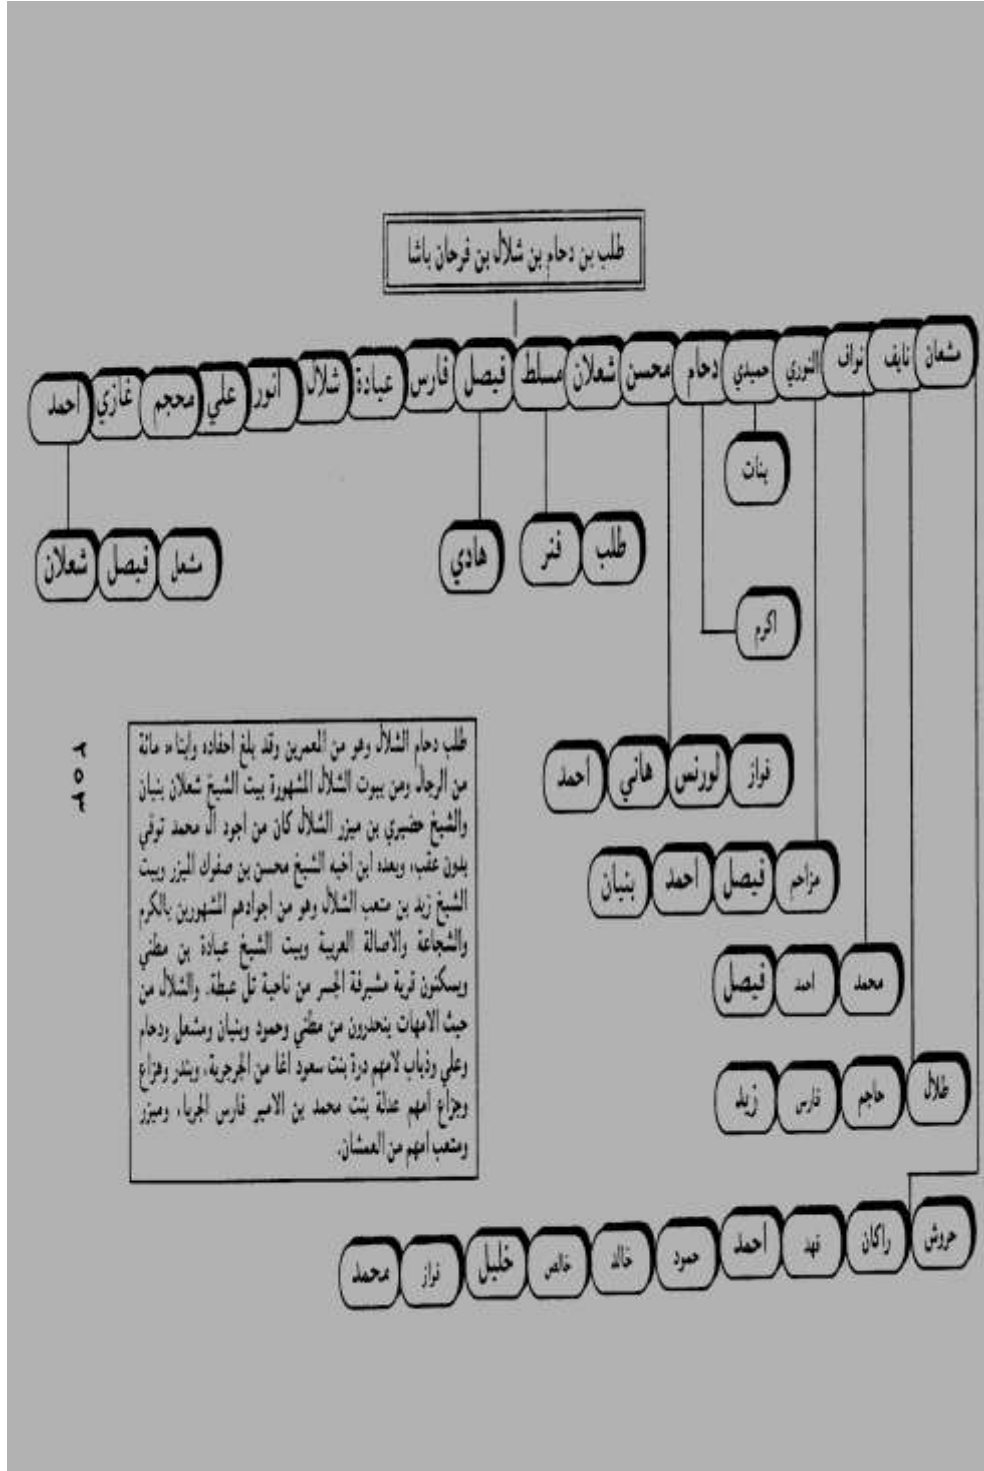 طلب بن دحام بن شلال بن فرحان باشا
مشعان نايف نواف النوري حميدي دحام محسن شعلان مسلط فيصل فارس عبادة شلال انور علي محجم غازي احمد
بنات
طلب فنر هادي مشعل فيصل شعلان
اكرم
فواز لورنس هاني احمد
مزاحم فيصل احمد بنيان
محمد احمد فيصل
طلال حاجم فارس زيد
حروش راكان فهد احمد حمود خالد خالص خليل فواز محمد
طلب دحام الشلال وهو من المعمرين وقد بلغ احفاده وابناء مائة
من الرجال ومن بيوت الشلال المشهورة بيت الشيخ شعلان بنيان
والشيخ حضيري بن ميزر الشلال كان من اجود آل محمد توفي
بدون عقب، وبعده ابن اخيه الشيخ محسن بن صفوك الميزر وبيت
الشيخ زيد بن متعب الشلال وهو من اجوادهم المشهورين بالكرم
والشجاعة والاصالة العربية وبيت الشيخ عبادة بن مطني
ويسكنون قرية مشيرفة الجسر من ناحية تل عبطة. والشلال من
حيث الامهات ينحدرون من مطني وحمود وبنيان ومشعل ودحام
وعلي وذياب لامهم درة بنت سعود اغا من الجرجرية، وبندر وهزاع
وجزاع امهم عدلة بنت محمد بن الامير فارس الجربا، وميزر
ومتعب امهم من العمشان.
٢٥٣